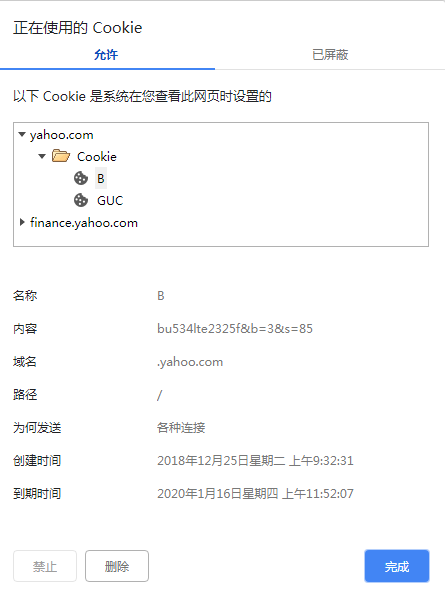 正在使用的 Cookie
允许 已屏蔽
以下 Cookie 是系统在您查看此网页时设置的
yahoo.com
Cookie
B
GUC
finance.yahoo.com
名称 B
内容 bu534lte2325f&b=3&s=85
域名 .yahoo.com
路径 /
为何发送 各种连接
创建时间 2018年12月25日星期二 上午9:32:31
到期时间 2020年1月16日星期四 上午11:52:07
禁止 删除 完成